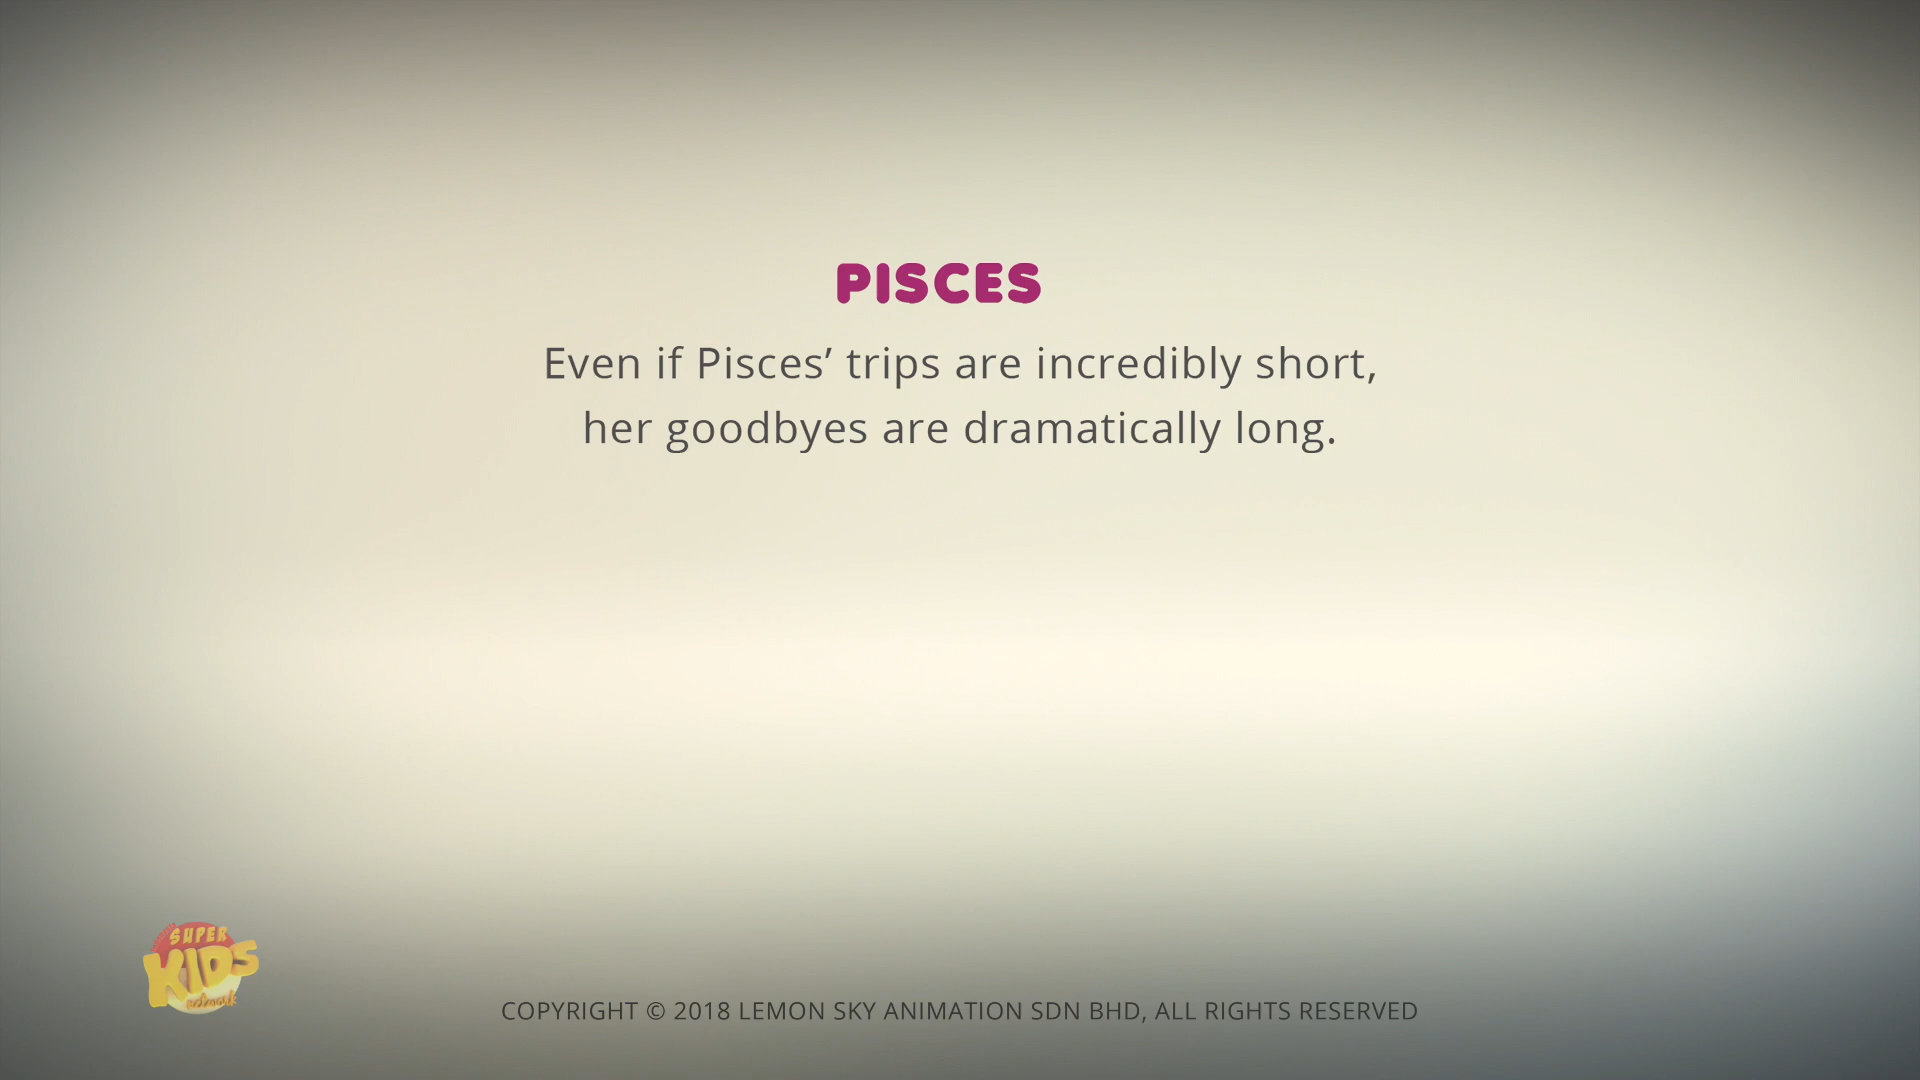 PISCES
Even if Pisces’ trips are incredibly short,
her goodbyes are dramatically long.
SUPER
KIDS
network
COPYRIGHT © 2018 LEMON SKY ANIMATION SDN BHD, ALL RIGHTS RESERVED